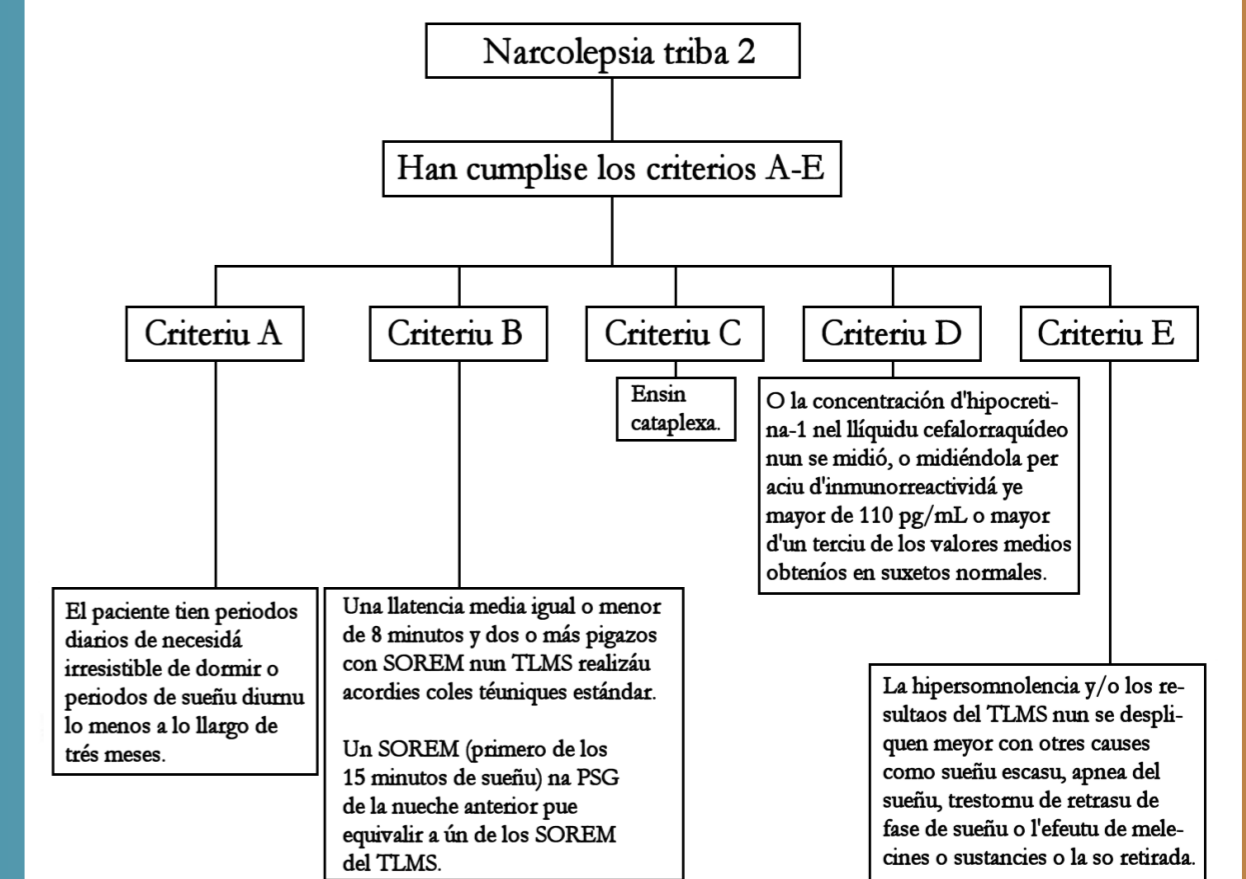 Narcolepsia triba 2
Han cumplise los criterios A-E
Criteriu A
Criteriu B
Criteriu C
Criteriu D
Criteriu E
El paciente tien periodos
diarios de necesidá
irresistible de dormir o
periodos de sueñu diurnu
lo menos a lo llargo de
trés meses.
Una llatencia media igual o menor
de 8 minutos y dos o más pigazos
con SOREM nun TLMS realizáu
acordies coles téuniques estándar.
Un SOREM (primero de los
15 minutos de sueñu) na PSG
de la nueche anterior pue
equivalir a ún de los SOREM
del TLMS.
Ensin
cataplexa.
O la concentración d'hipocreti-
na-1 nel llíquidu cefalorraquídeo
nun se midió, o midiéndola per
aciu d'inmunorreactividá ye
mayor de 110 pg/mL o mayor
d'un terciu de los valores medios
obteníos en suxetos normales.
La hipersomnolencia y/o los re-
sultaos del TLMS nun se despli-
quen meyor con otres causes
como sueñu escasu, apnea del
sueñu, trestornu de retrasu de
fase de sueñu o l'efeutu de mele-
cines o sustancies o la so retirada.